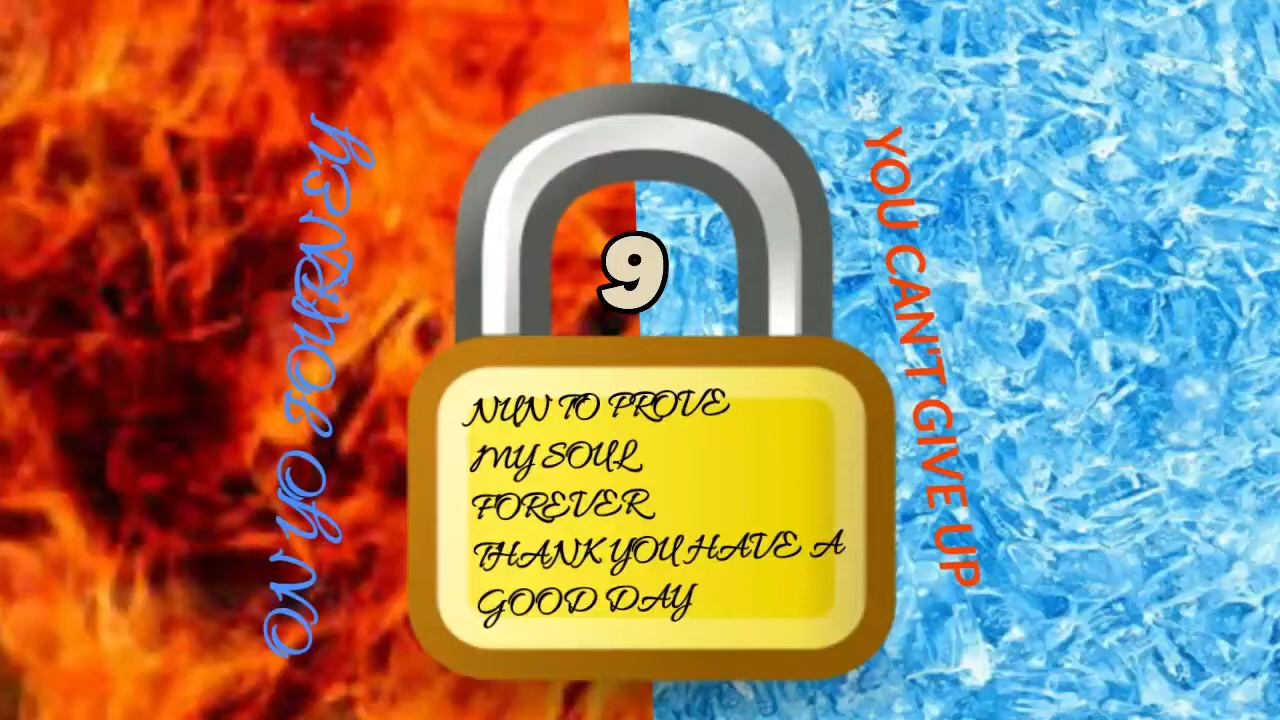 ON YO JOURNEY
YOU CAN'T GIVE UP
9
NUN TO PROVE
MY SOUL
FOREVER
THANK YOU HAVE A
GOOD DAY